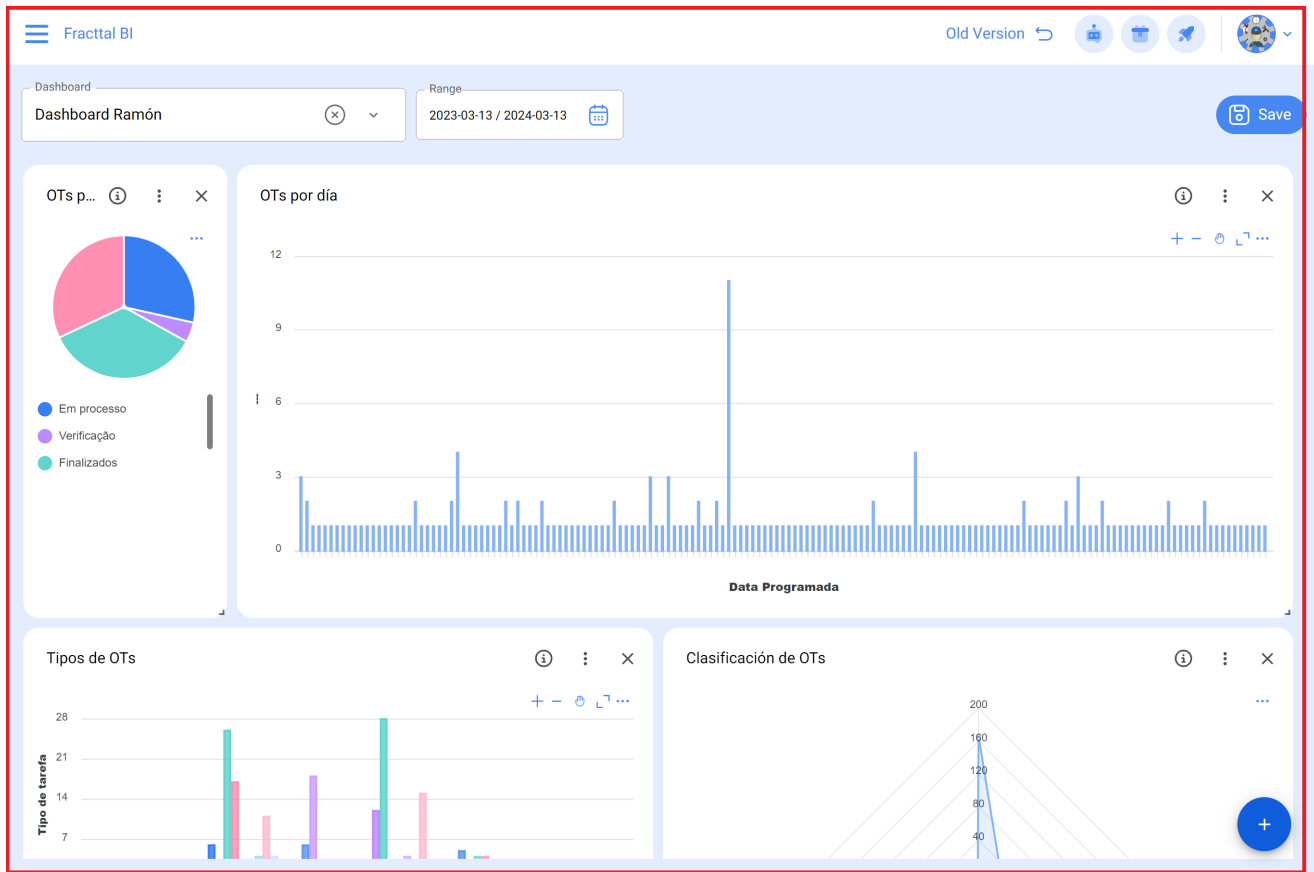 Fracttal BI
Old Version
Dashboard
Dashboard Ramón
Range
2023-03-13 / 2024-03-13
Save
OTs p...
Em processo
Verificação
Finalizados
OTs por día
12
9
6
3
0
Data Programada
Tipos de OTs
28
21
14
7
Tipo de tarefa
Clasificación de OTs
200
160
120
80
40